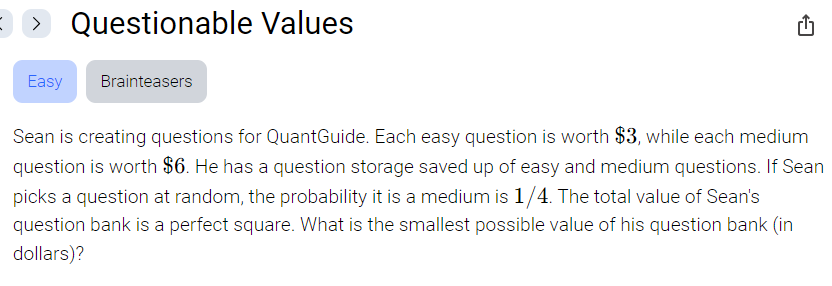 Questionable Values
Easy Brainteasers
Sean is creating questions for QuantGuide. Each easy question is worth $3, while each medium
question is worth $6. He has a question storage saved up of easy and medium questions. If Sean
picks a question at random, the probability it is a medium is 1/4. The total value of Sean's
question bank is a perfect square. What is the smallest possible value of his question bank (in
dollars)?